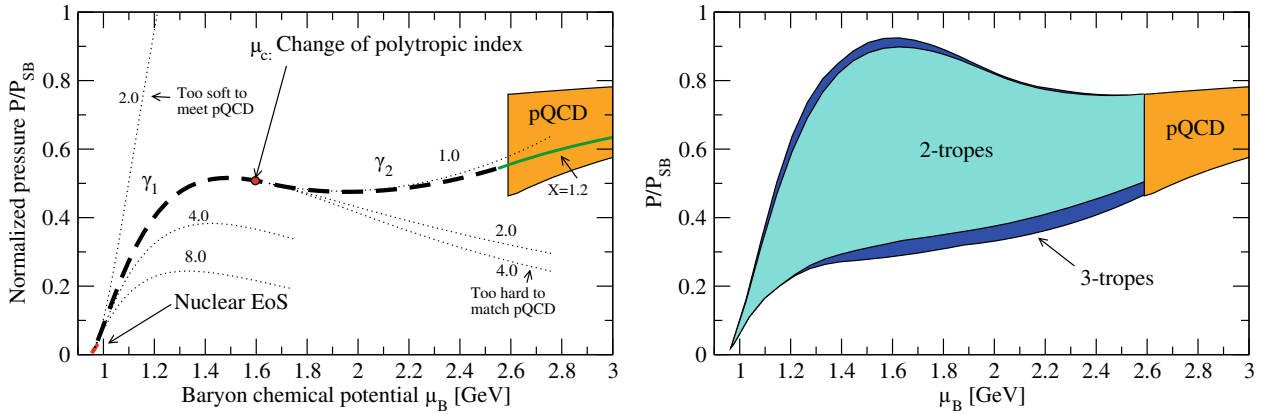 Normalized pressure P/P_SB
1
0.8
0.6
0.4
0.2
0
μ_c: Change of polytropic index
2.0
Too soft to
meet pQCD
pQCD
γ_1
γ_2
1.0
X=1.2
4.0
2.0
8.0
4.0
Too hard to
match pQCD
Nuclear EoS
1 1.2 1.4 1.6 1.8 2 2.2 2.4 2.6 2.8 3
Baryon chemical potential μ_B [GeV]
P/P_SB
1
0.8
0.6
0.4
0.2
0
2-tropes
pQCD
3-tropes
1 1.2 1.4 1.6 1.8 2 2.2 2.4 2.6 2.8 3
μ_B [GeV]